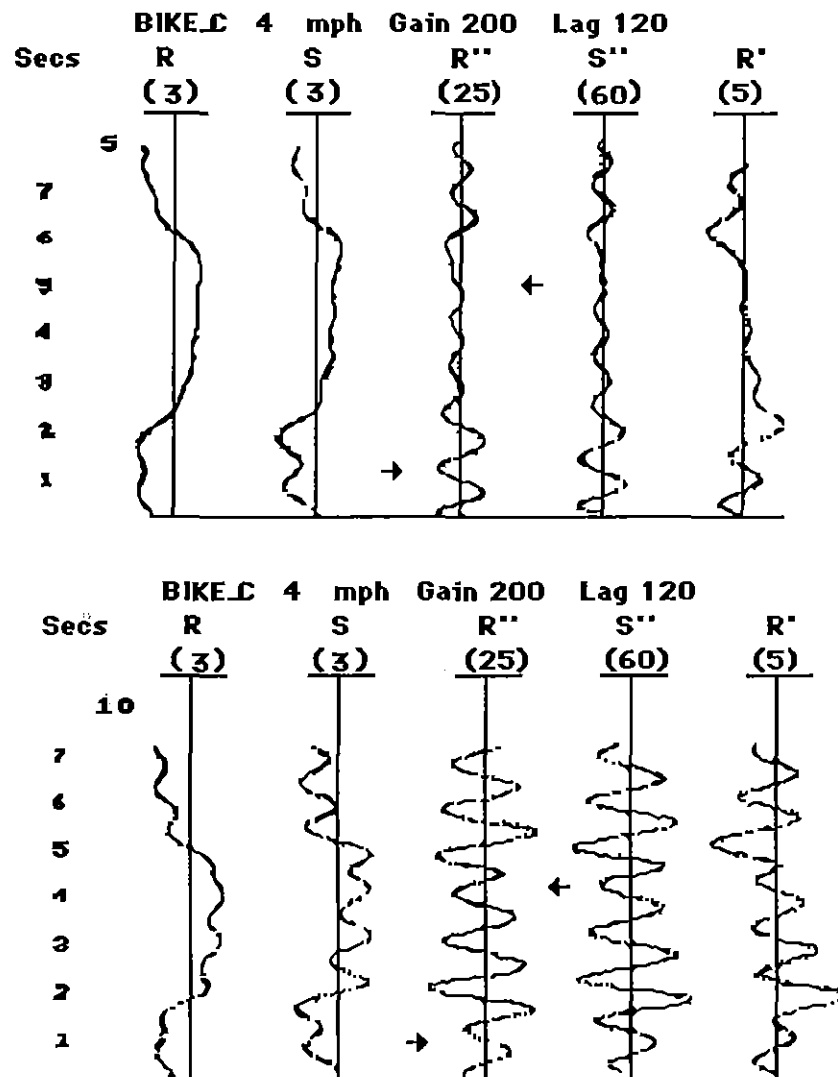 BIKE_C 4 mph Gain 200 Lag 120
Secs R S R'' S'' R'
(3) (3) (25) (60) (5)
5
7
6
5
4
3
2
1
BIKE_C 4 mph Gain 200 Lag 120
Secs R S R'' S'' R'
(3) (3) (25) (60) (5)
10
7
6
5
4
3
2
1